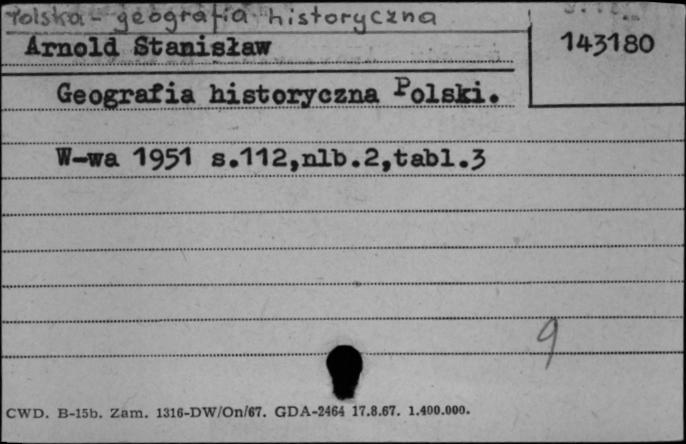 Polska - geografia historyczna
Arnold Stanisław
143180
Geografia historyczna Polski.
W-wa 1951 s.112,nlb.2,tabl.3
9
CWD. B-15b. Zam. 1316-DW/On/67. GDA-2464 17.8.67. 1.400.000.